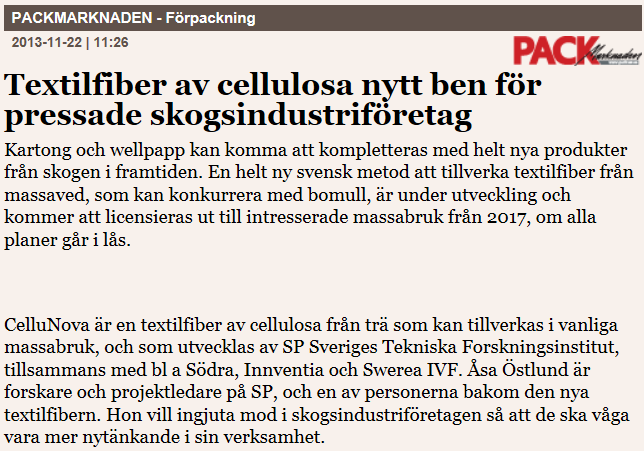 PACKMARKNADEN - Förpackning
2013-11-22 | 11:26
PACK Marknaden
Textilfiber av cellulosa nytt ben för
pressade skogsindustriföretag
Kartong och wellpapp kan komma att kompletteras med helt nya produkter
från skogen i framtiden. En helt ny svensk metod att tillverka textilfiber från
massaved, som kan konkurrera med bomull, är under utveckling och
kommer att licensieras ut till intresserade massabruk från 2017, om alla
planer går i lås.
CelluNova är en textilfiber av cellulosa från trä som kan tillverkas i vanliga
massabruk, och som utvecklas av SP Sveriges Tekniska Forskningsinstitut,
tillsammans med bl a Södra, Innventia och Swerea IVF. Åsa Östlund är
forskare och projektledare på SP, och en av personerna bakom den nya
textilfibern. Hon vill ingjuta mod i skogsindustriföretagen så att de ska våga
vara mer nytänkande i sin verksamhet.